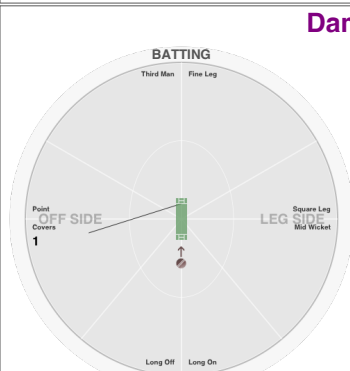 Dar
BATTING
Third Man Fine Leg
Point Square Leg
OFF SIDE LEG SIDE
Covers Mid Wicket
1
Long Off Long On